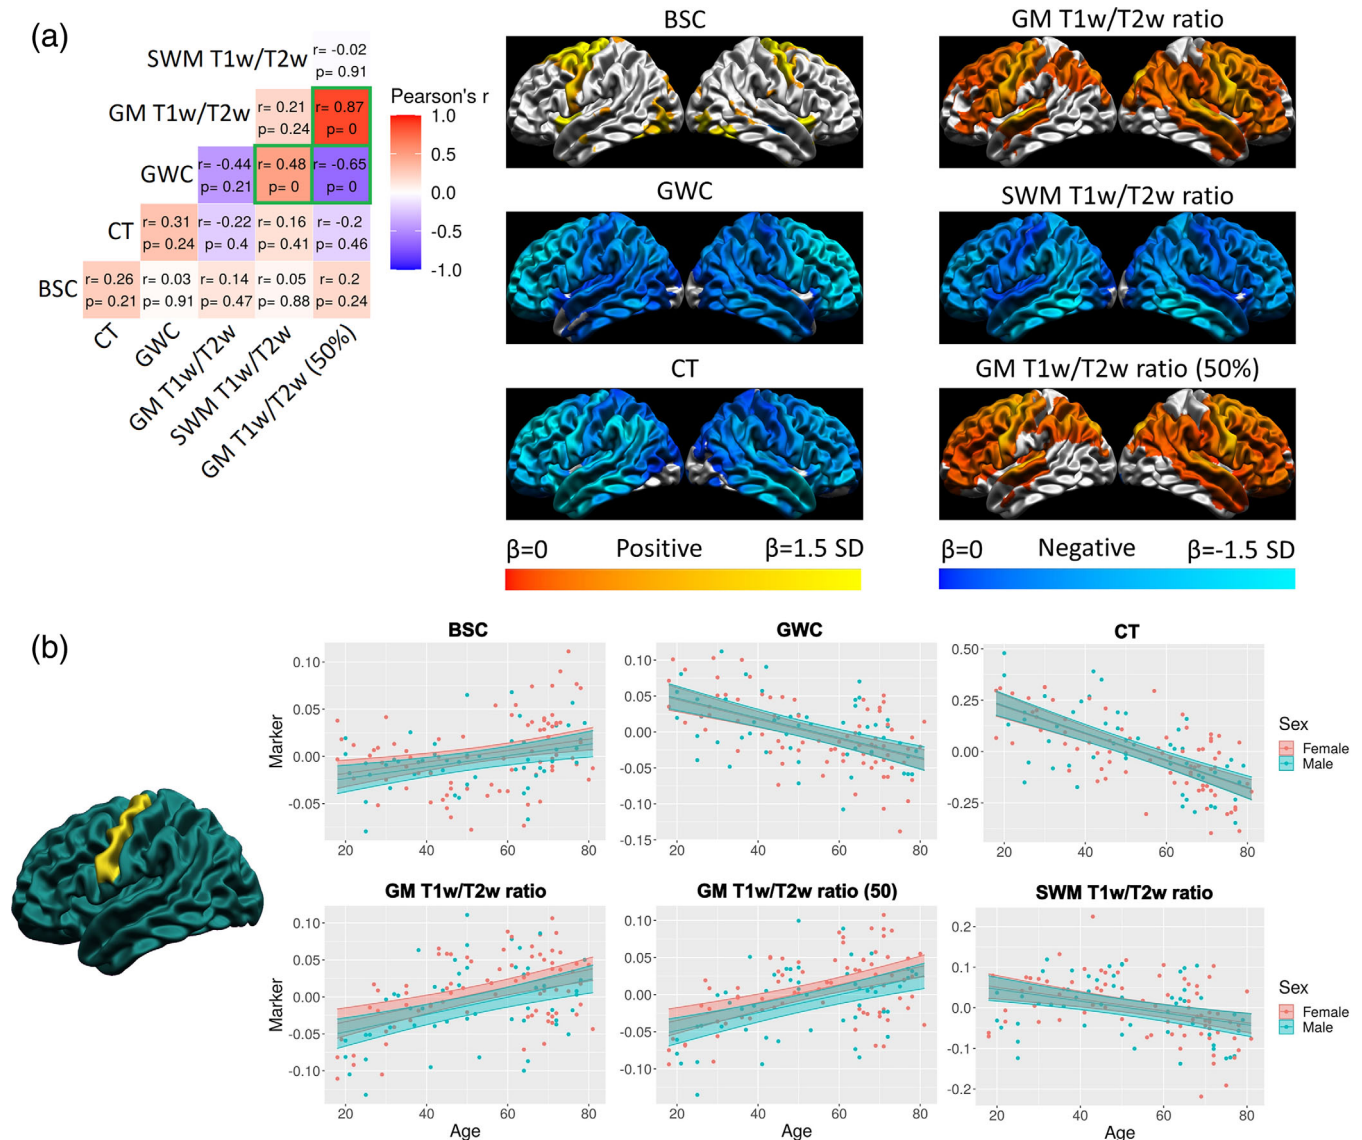 (a)
SWM T1w/T2w
r= -0.02
p= 0.91
GM T1w/T2w
r= 0.21
p= 0.24
r= 0.87
p= 0
GWC
r= -0.44
p= 0.21
r= 0.48
p= 0
r= -0.65
p= 0
CT
r= 0.31
p= 0.24
r= -0.22
p= 0.4
r= 0.16
p= 0.41
r= -0.2
p= 0.46
BSC
r= 0.26
p= 0.21
r= 0.03
p= 0.91
r= 0.14
p= 0.47
r= 0.05
p= 0.88
r= 0.2
p= 0.24
CT
GWC
GM T1w/T2w
SWM T1w/T2w
GM T1w/T2w (50%)
Pearson's r
1.0
0.5
0.0
-0.5
-1.0
BSC
GM T1w/T2w ratio
GWC
SWM T1w/T2w ratio
CT
GM T1w/T2w ratio (50%)
β=0 Positive β=1.5 SD
β=0 Negative β=-1.5 SD
(b)
BSC
Marker
0.10
0.05
0.00
-0.05
20 40 60 80
GWC
0.10
0.05
0.00
-0.05
-0.10
-0.15
20 40 60 80
CT
0.50
0.25
0.00
-0.25
20 40 60 80
Sex
Female
Male
GM T1w/T2w ratio
Marker
0.10
0.05
0.00
-0.05
-0.10
20 40 60 80
Age
GM T1w/T2w ratio (50)
0.10
0.05
0.00
-0.05
-0.10
20 40 60 80
Age
SWM T1w/T2w ratio
0.2
0.1
0.0
-0.1
-0.2
20 40 60 80
Age
Sex
Female
Male